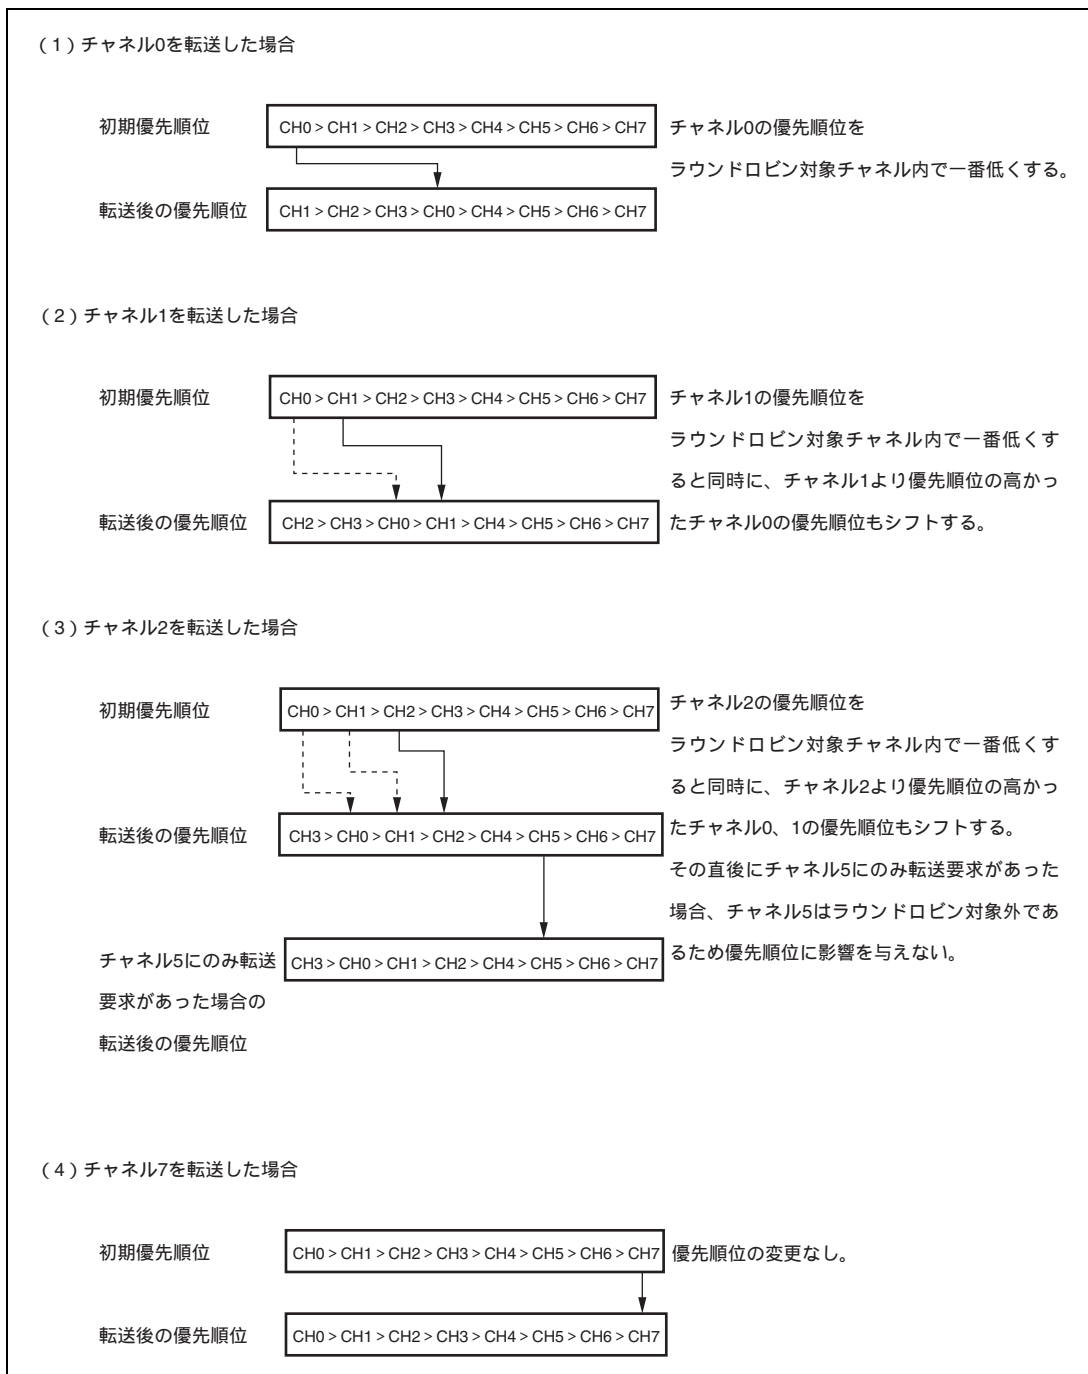 （1）チャネル0を転送した場合
初期優先順位
CH0 > CH1 > CH2 > CH3 > CH4 > CH5 > CH6 > CH7
チャネル0の優先順位を
ラウンドロビン対象チャネル内で一番低くする。
転送後の優先順位
CH1 > CH2 > CH3 > CH0 > CH4 > CH5 > CH6 > CH7
（2）チャネル1を転送した場合
初期優先順位
CH0 > CH1 > CH2 > CH3 > CH4 > CH5 > CH6 > CH7
チャネル1の優先順位を
ラウンドロビン対象チャネル内で一番低くす
ると同時に、チャネル1より優先順位の高かっ
たチャネル0の優先順位もシフトする。
転送後の優先順位
CH2 > CH3 > CH0 > CH1 > CH4 > CH5 > CH6 > CH7
（3）チャネル2を転送した場合
初期優先順位
CH0 > CH1 > CH2 > CH3 > CH4 > CH5 > CH6 > CH7
チャネル2の優先順位を
ラウンドロビン対象チャネル内で一番低くす
ると同時に、チャネル2より優先順位の高かっ
たチャネル0、1の優先順位もシフトする。
転送後の優先順位
CH3 > CH0 > CH1 > CH2 > CH4 > CH5 > CH6 > CH7
その直後にチャネル5にのみ転送要求があった
場合、チャネル5はラウンドロビン対象外であ
るため優先順位に影響を与えない。
チャネル5にのみ転送
要求があった場合の
転送後の優先順位
CH3 > CH0 > CH1 > CH2 > CH4 > CH5 > CH6 > CH7
（4）チャネル7を転送した場合
初期優先順位
CH0 > CH1 > CH2 > CH3 > CH4 > CH5 > CH6 > CH7
優先順位の変更なし。
転送後の優先順位
CH0 > CH1 > CH2 > CH3 > CH4 > CH5 > CH6 > CH7